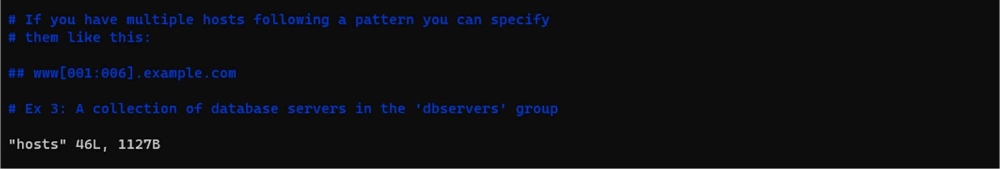 # If you have multiple hosts following a pattern you can specify
# them like this:
## www[001:006].example.com
# Ex 3: A collection of database servers in the 'dbservers' group
"hosts" 46L, 1127B